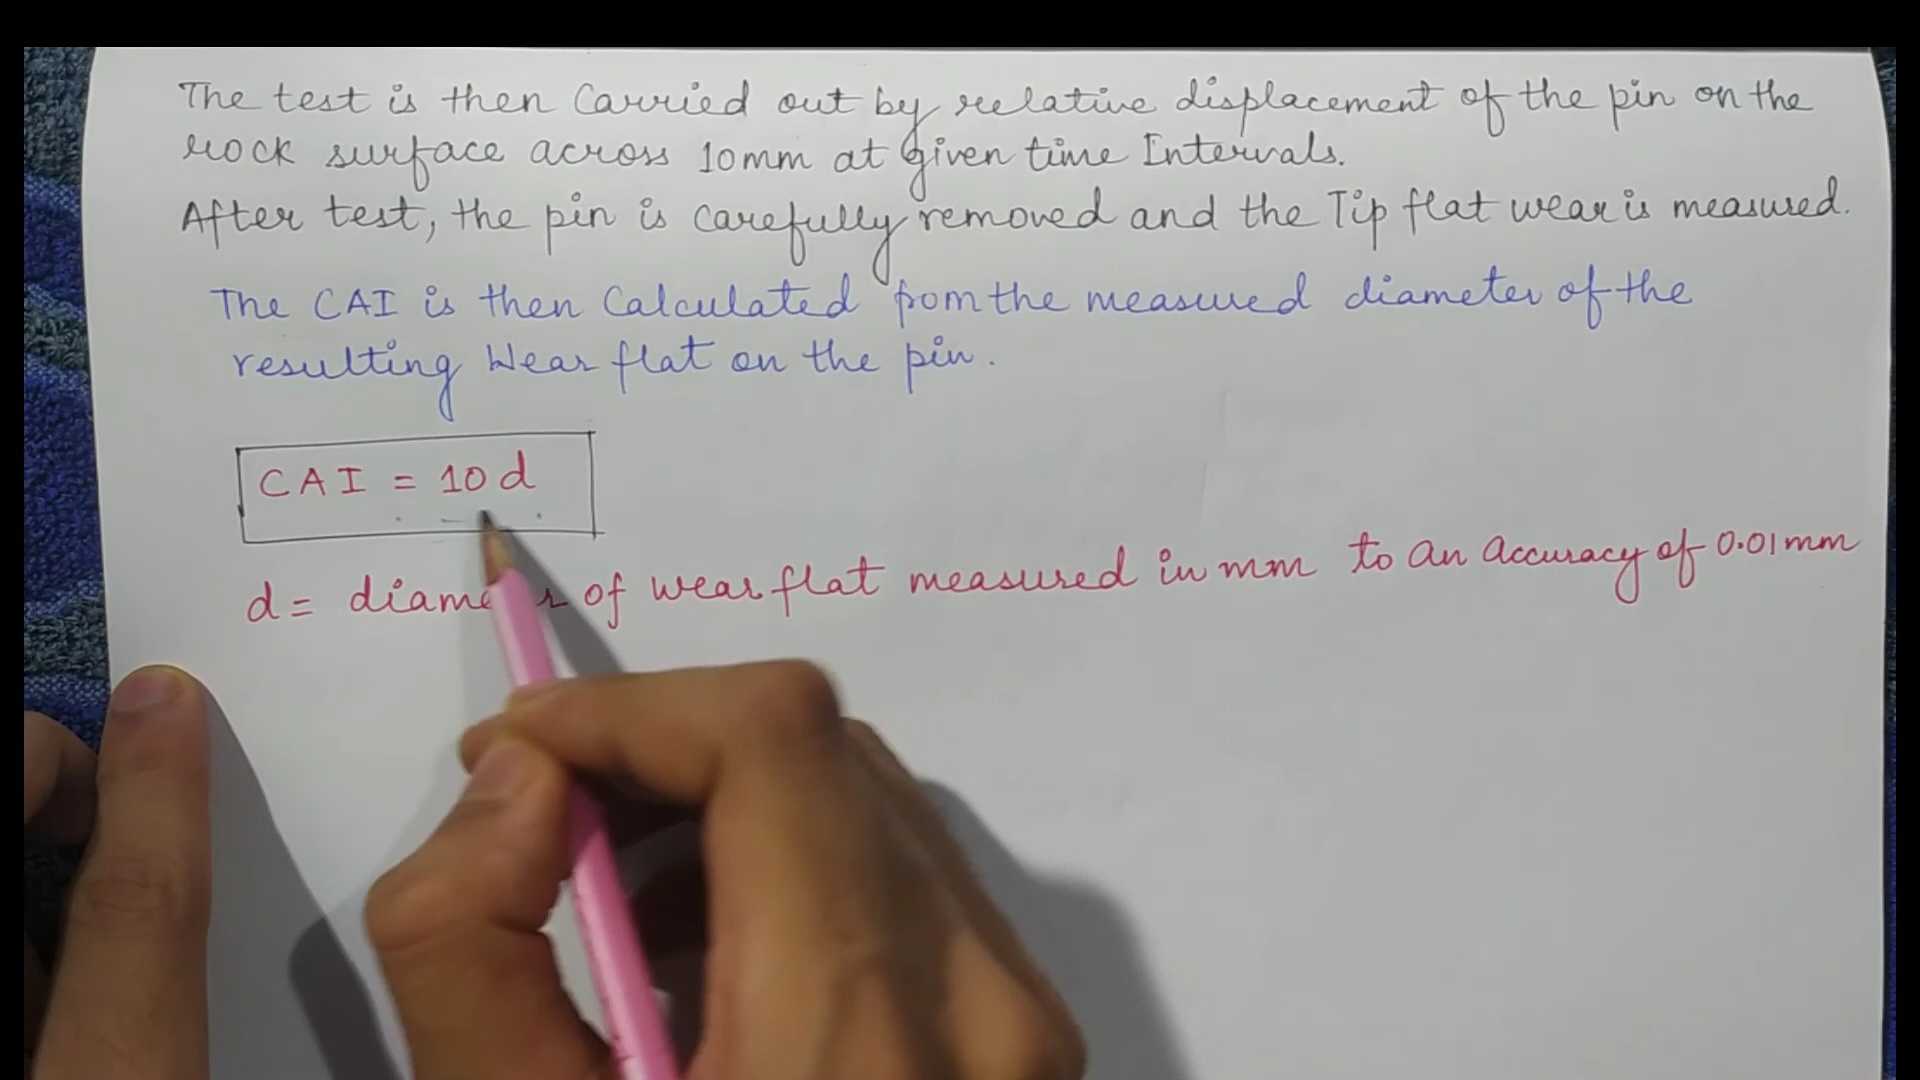 The test is then Carried out by relative displacement of the pin on the
rock surface across 10mm at given time Intervals.
After test, the pin is carefully removed and the Tip flat wear is measured.
The CAI is then Calculated from the measured diameter of the
resulting Wear flat on the pin.
CAI = 10 d
d = of wear flat measured in mm to an accuracy of 0.01mm